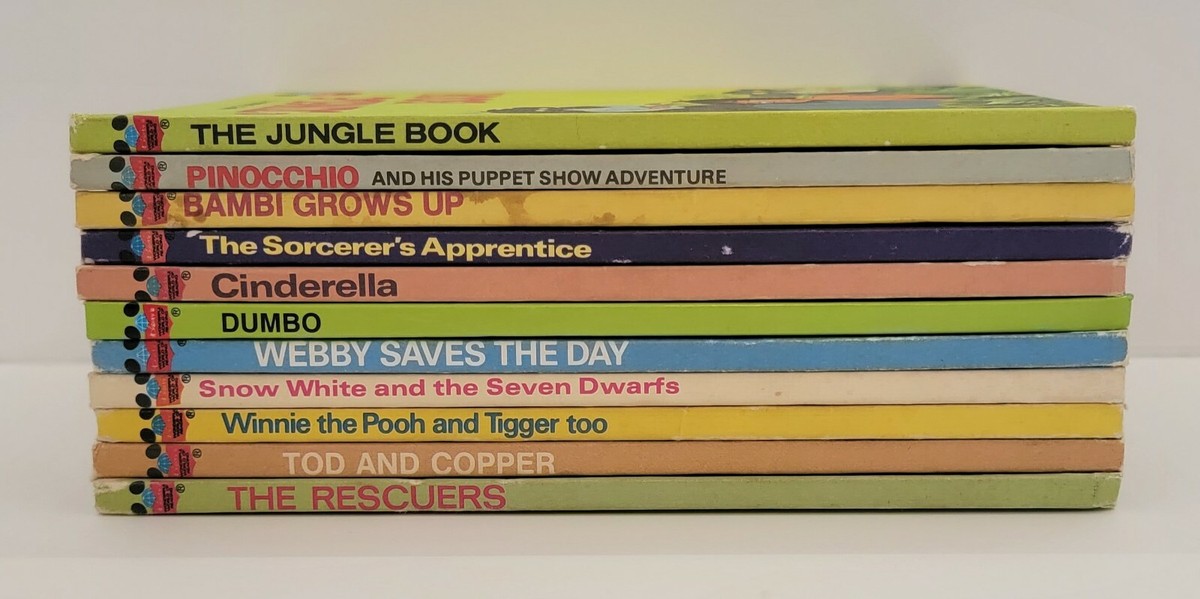 THE JUNGLE BOOK
PINOCCHIO AND HIS PUPPET SHOW ADVENTURE
BAMBI GROWS UP
The Sorcerer's Apprentice
Cinderella
DUMBO
WEBBY SAVES THE DAY
Snow White and the Seven Dwarfs
Winnie the Pooh and Tigger too
TOD AND COPPER
THE RESCUERS